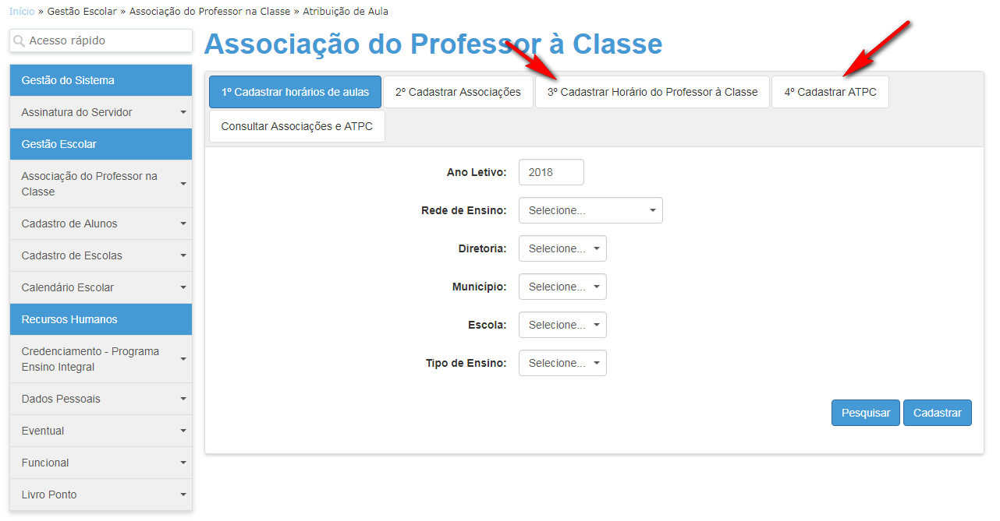 Início » Gestão Escolar » Associação do Professor na Classe » Atribuição de Aula
Acesso rápido
Gestão do Sistema
Assinatura do Servidor
Gestão Escolar
Associação do Professor na
Classe
Cadastro de Alunos
Cadastro de Escolas
Calendário Escolar
Recursos Humanos
Credenciamento - Programa
Ensino Integral
Dados Pessoais
Eventual
Funcional
Livro Ponto
Associação do Professor à Classe
1º Cadastrar horários de aulas
2º Cadastrar Associações
3º Cadastrar Horário do Professor à Classe
4º Cadastrar ATPC
Consultar Associações e ATPC
Ano Letivo: 2018
Rede de Ensino: Selecione...
Diretoria: Selecione...
Município: Selecione...
Escola: Selecione...
Tipo de Ensino: Selecione...
Pesquisar Cadastrar